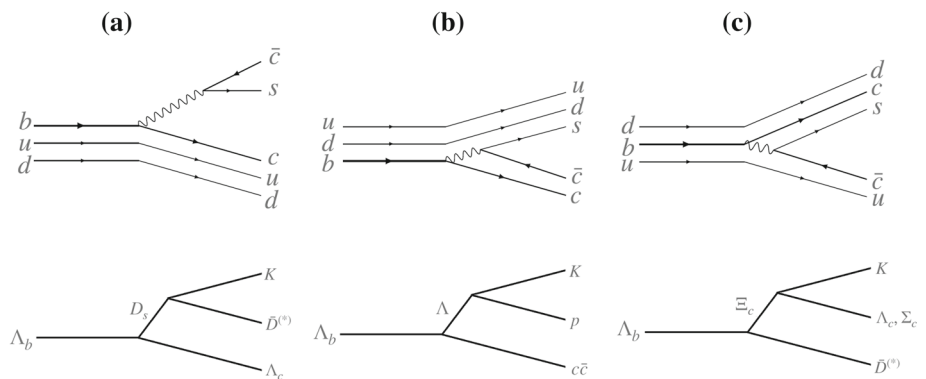 (a) (b) (c)
c̄
s
b
u
d
c
u
d
u
d
b
u
d
s
c̄
c
d
b
u
d
c
s
c̄
u
Λ_b
D_s
K
D̄^(*)
Λ_c
Λ_b
Λ
K
p
cc̄
Λ_b
Ξ_c
K
Λ_c, Σ_c
D̄^(*)